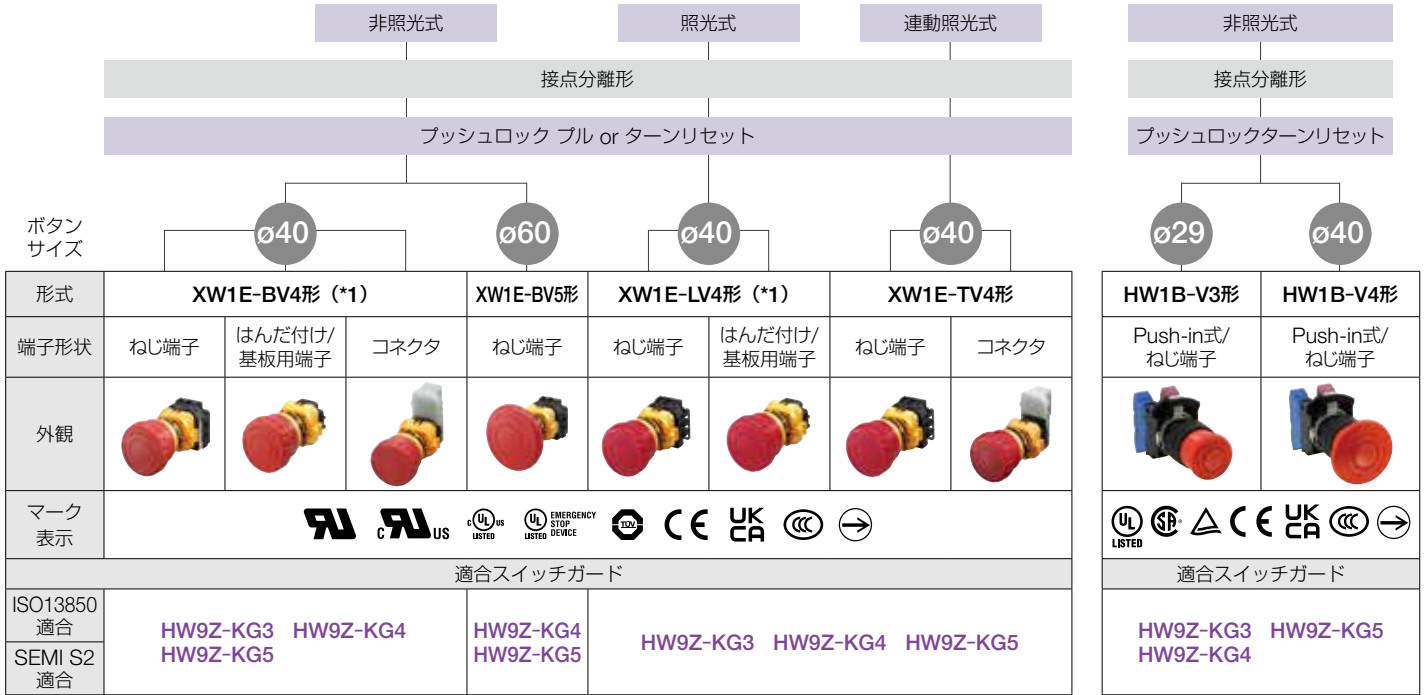 非照光式
照光式
連動照光式
非照光式
接点分離形
接点分離形
プッシュロック プル or ターンリセット
プッシュロックターンリセット
ボタン
サイズ
ø40
ø60
ø40
ø40
ø29
ø40
形式
XW1E-BV4形（*1）
XW1E-BV5形
XW1E-LV4形（*1）
XW1E-TV4形
HW1B-V3形
HW1B-V4形
端子形状
ねじ端子
はんだ付け/
基板用端子
コネクタ
ねじ端子
ねじ端子
はんだ付け/
基板用端子
ねじ端子
コネクタ
Push-in式/
ねじ端子
Push-in式/
ねじ端子
外観
マーク
表示
c US
c UL us
LISTED
UL
LISTED
EMERGENCY
STOP
DEVICE
TÜV
CE
UK
CA
CCC
UL
LISTED
CE
UK
CA
CCC
適合スイッチガード
適合スイッチガード
ISO13850
適合
SEMI S2
適合
HW9Z-KG3 HW9Z-KG4
HW9Z-KG5
HW9Z-KG4
HW9Z-KG5
HW9Z-KG3 HW9Z-KG4 HW9Z-KG5
HW9Z-KG3 HW9Z-KG5
HW9Z-KG4